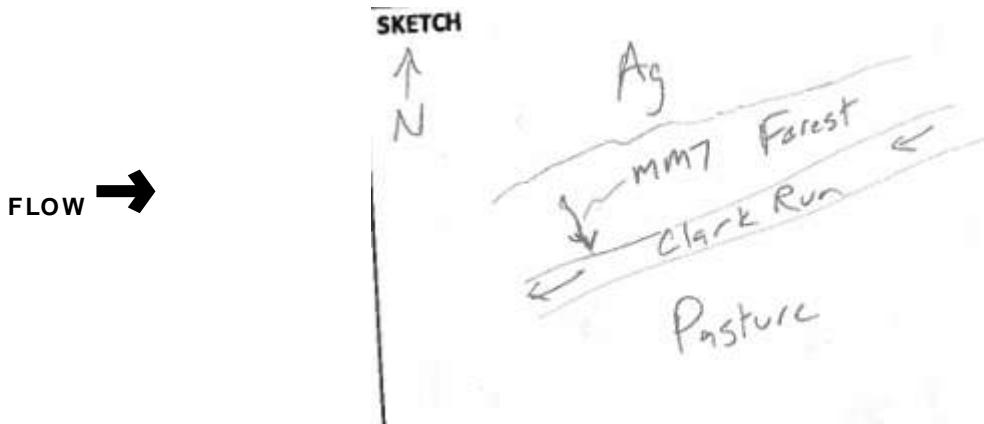 SKETCH
N
Ag
mm7 Forest
FLOW
Clark Run
Pasture